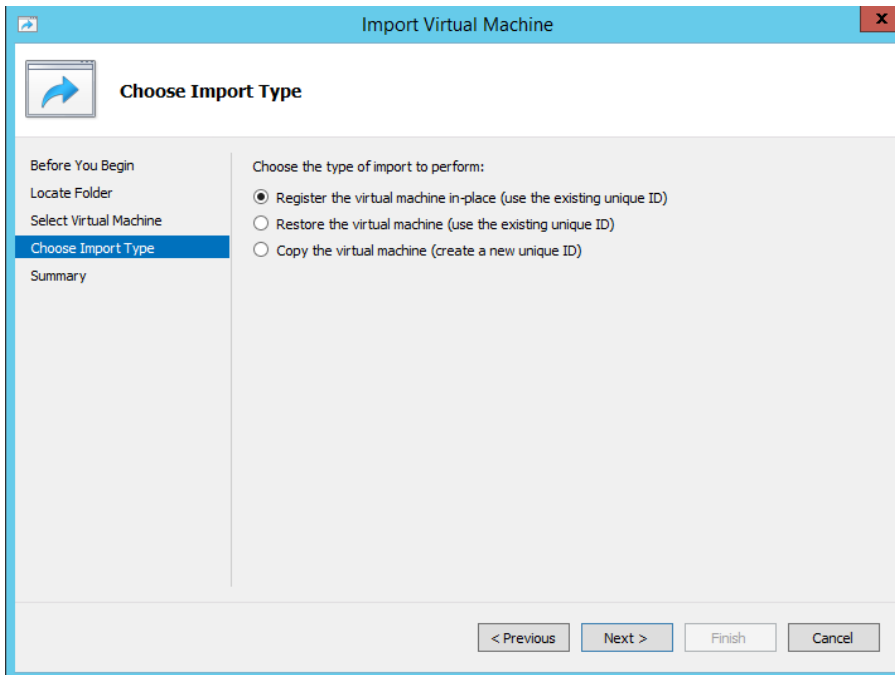 Import Virtual Machine
x
Choose Import Type
Before You Begin
Locate Folder
Select Virtual Machine
Choose Import Type
Summary
Choose the type of import to perform:
Register the virtual machine in-place (use the existing unique ID)
Restore the virtual machine (use the existing unique ID)
Copy the virtual machine (create a new unique ID)
< Previous
Next >
Finish
Cancel